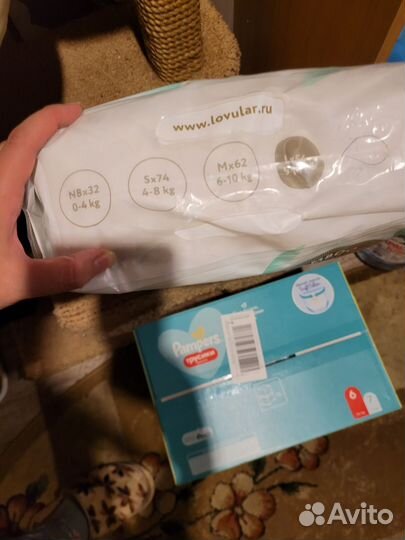 www.lovular.ru
NBx32
0-4 kg
Sx74
4-8 kg
Mx62
6-10 kg
Pampers
трусики
6
7
Avito